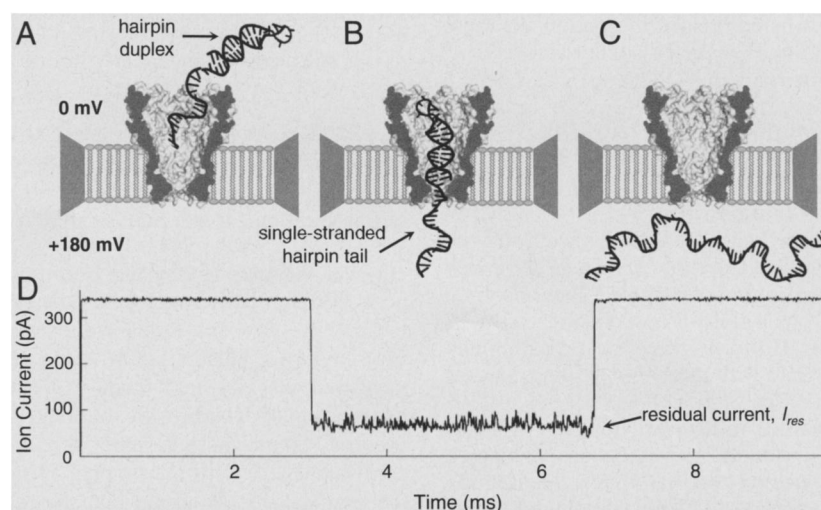 A
hairpin
duplex
B
C
0 mV
+180 mV
single-stranded
hairpin tail
D
Ion Current (pA)
300
200
100
0
residual current, Ires
2
4
6
8
Time (ms)